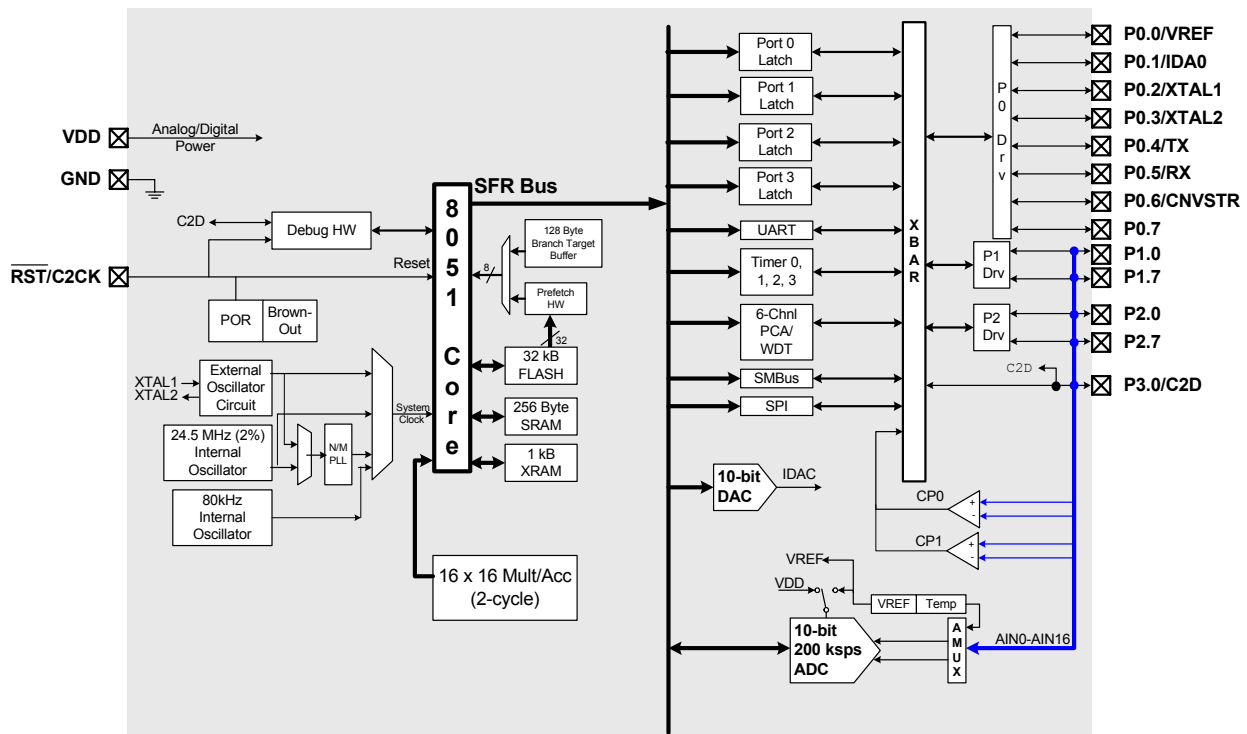 VDD
Analog/Digital
Power
GND
C2D
Debug HW
RST/C2CK
Reset
POR
Brown-
Out
XTAL1
XTAL2
External
Oscillator
Circuit
24.5 MHz (2%)
Internal
Oscillator
N/M
PLL
80kHz
Internal
Oscillator
System
Clock
8051 Core
SFR Bus
128 Byte
Branch Target
Buffer
8
Prefetch
HW
32
32 kB
FLASH
256 Byte
SRAM
1 kB
XRAM
16 x 16 Mult/Acc
(2-cycle)
Port 0
Latch
Port 1
Latch
Port 2
Latch
Port 3
Latch
UART
Timer 0,
1, 2, 3
6-Chnl
PCA/
WDT
SMBus
SPI
10-bit
DAC
IDAC
XBAR
P0 Drv
P1
Drv
P2
Drv
C2D
P0.0/VREF
P0.1/IDA0
P0.2/XTAL1
P0.3/XTAL2
P0.4/TX
P0.5/RX
P0.6/CNVSTR
P0.7
P1.0
P1.7
P2.0
P2.7
P3.0/C2D
CP0
+
-
CP1
+
-
VREF
VDD
VREF
Temp
10-bit
200 ksps
ADC
AMUX
AIN0-AIN16